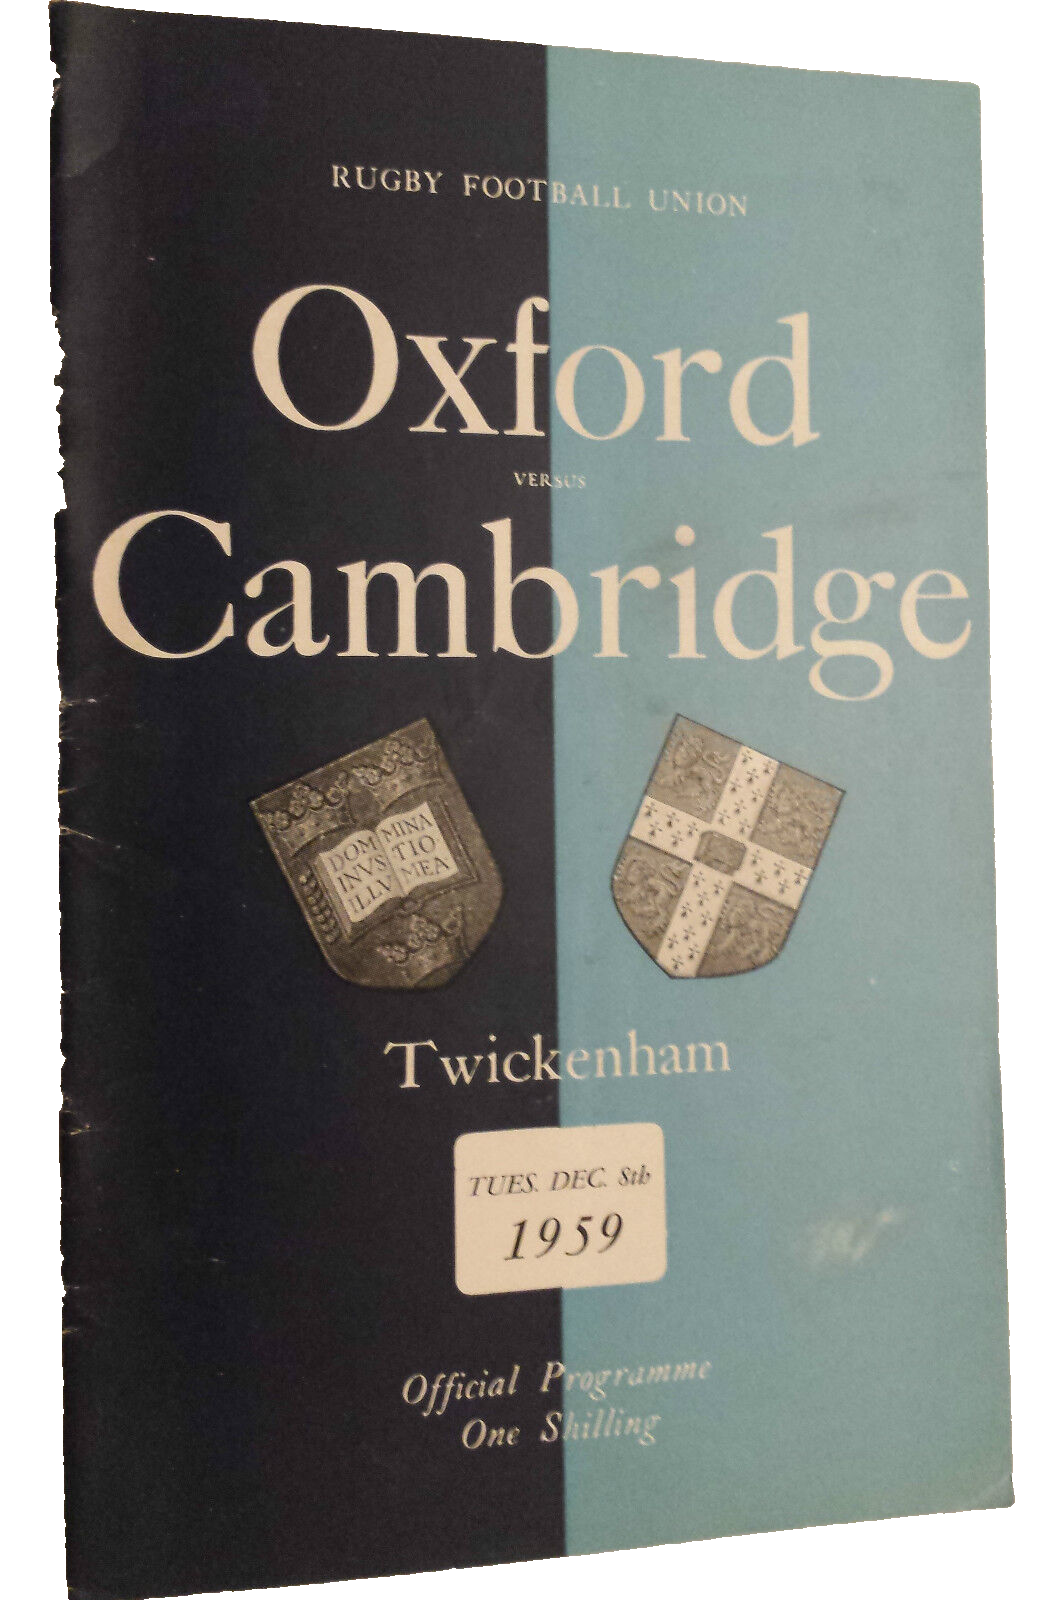 RUGBY FOOTBALL UNION
Oxford
VERSUS
Cambridge
DOM MINA
INVS TIO
ILLV MEA
Twickenham
TUES. DEC. 8th
1959
Official Programme
One Shilling